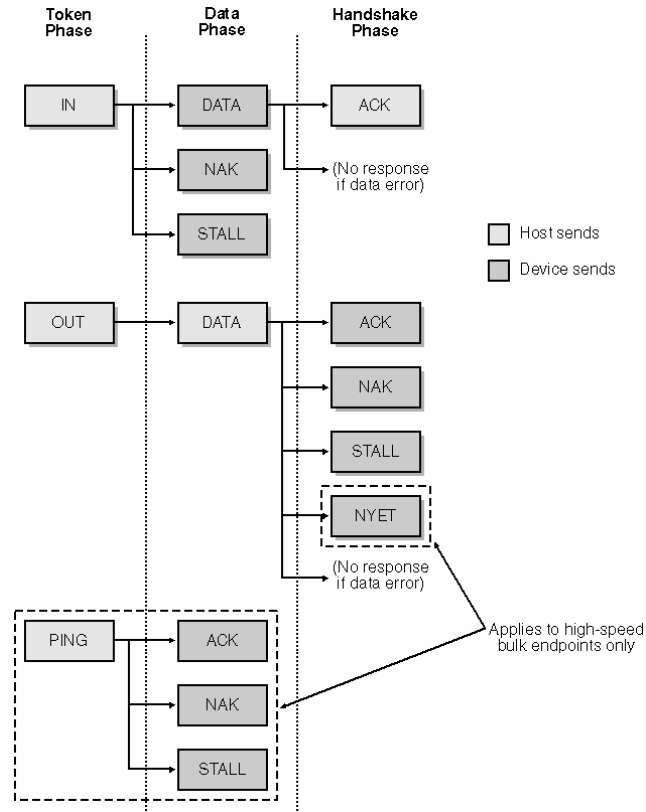 Token
Phase
Data
Phase
Handshake
Phase
IN
DATA
ACK
NAK
(No response
if data error)
STALL
Host sends
Device sends
OUT
DATA
ACK
NAK
STALL
NYET
(No response
if data error)
PING
ACK
Applies to high-speed
bulk endpoints only
NAK
STALL